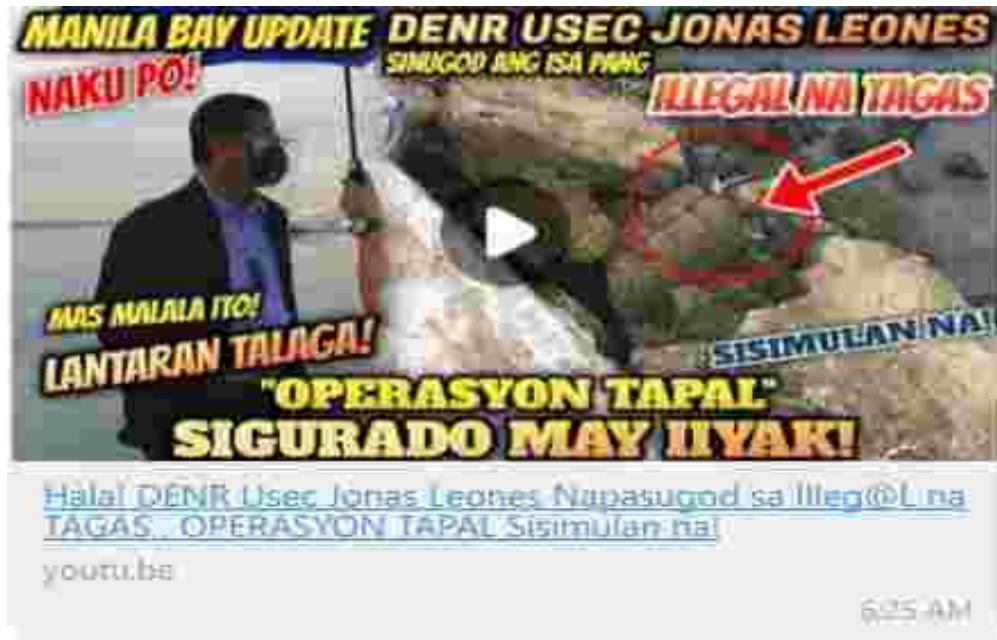 MANILA BAY UPDATE DENR USEC JONAS LEONES
NAKU PO!
SINUGOD ANG ISA PANG
ILLEGAL NA TAGAS
MAS MALALA ITO!
LANTARAN TALAGA!
SISIMULAN NA!
"OPERASYON TAPAL"
SIGURADO MAY IIYAK!
Hala! DENR Usec Jonas Leones Napasugod sa Illeg@L na
TAGAS.. OPERASYON TAPAL Sisimulan na!
youtu.be
6:25 AM